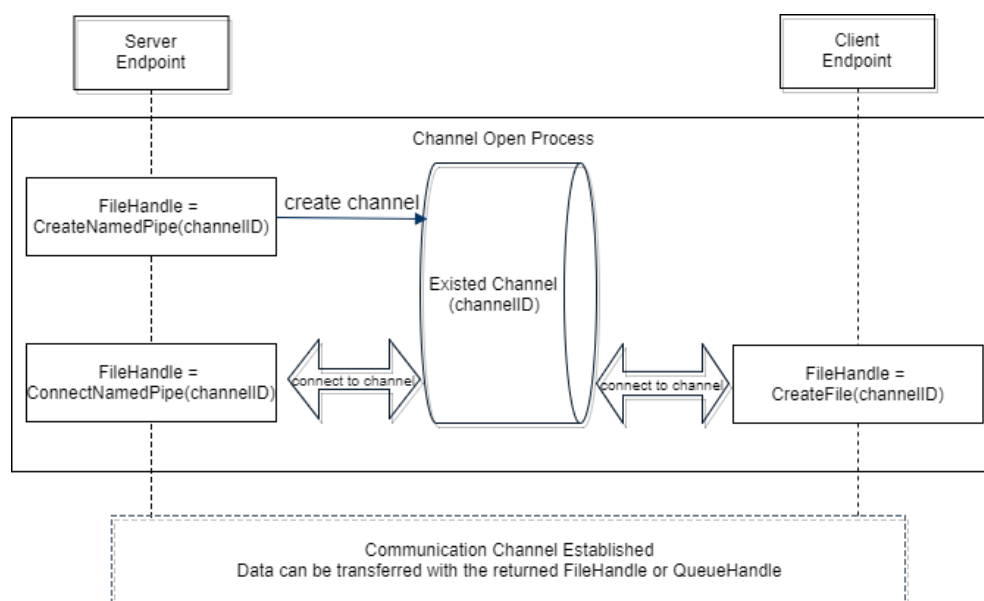 Server
Endpoint
Client
Endpoint
Channel Open Process
FileHandle =
CreateNamedPipe(channelID)
create channel
Existed Channel
(channelID)
FileHandle =
ConnectNamedPipe(channelID)
connect to channel
connect to channel
FileHandle =
CreateFile(channelID)
Communication Channel Established
Data can be transferred with the returned FileHandle or QueueHandle